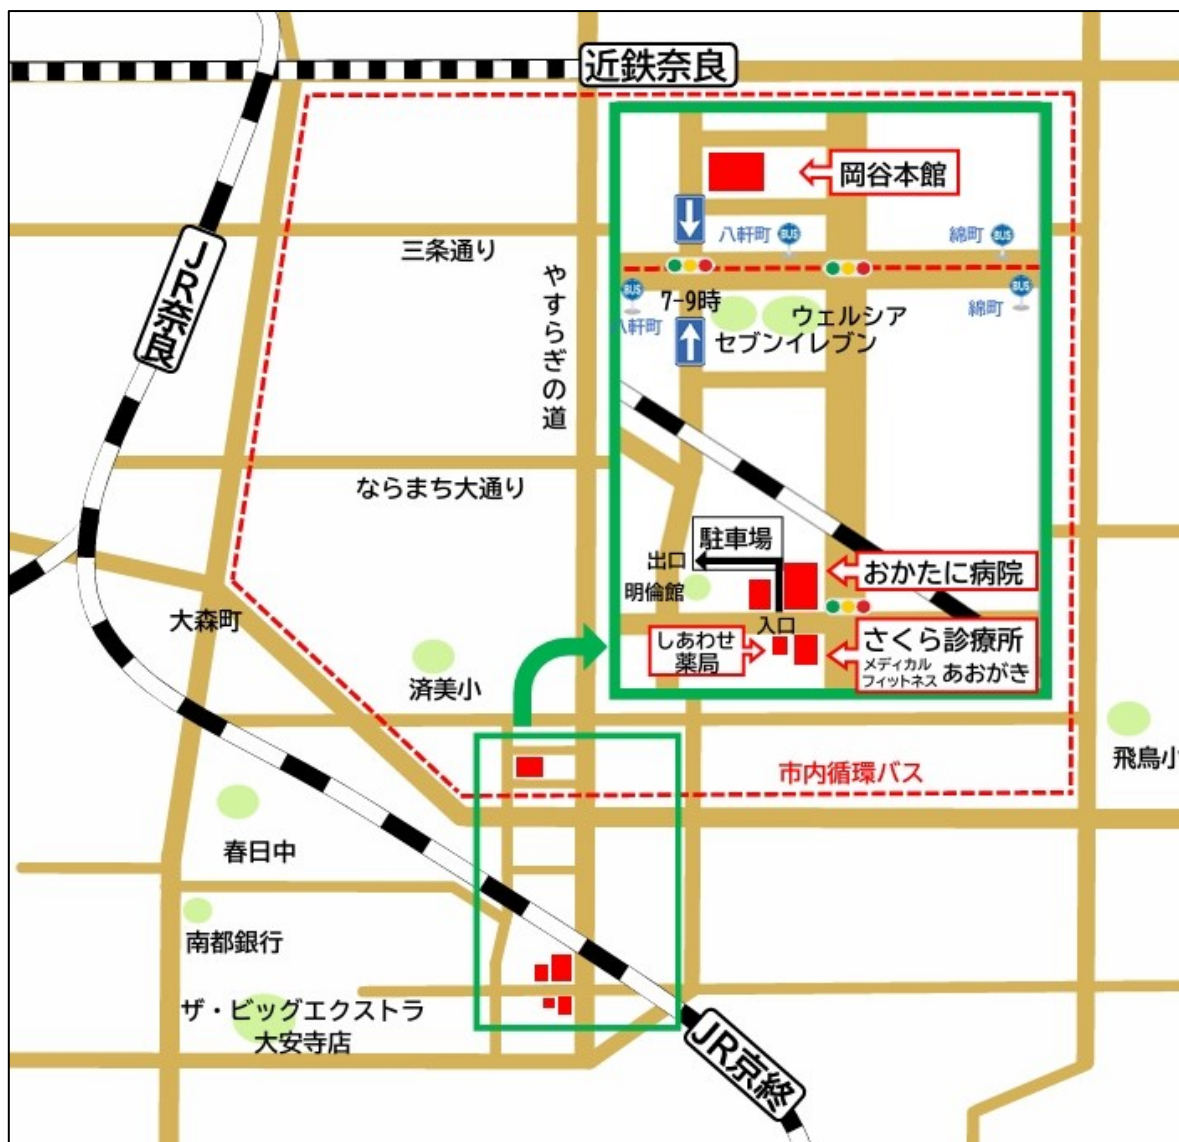 近鉄奈良
岡谷本館
八軒町
BUS
綿町
BUS
三条通り
JR奈良
やすらぎの道
BUS
八軒町
7-9時
BUS
綿町
ウェルシア
セブンイレブン
ならまち大通り
駐車場
出口
おかたに病院
明倫館
大森町
入口
しあわせ
薬局
さくら診療所
メディカル
フィットネス
あおがき
済美小
飛鳥小
市内循環バス
春日中
南都銀行
ザ・ビッグエクストラ
大安寺店
JR京終